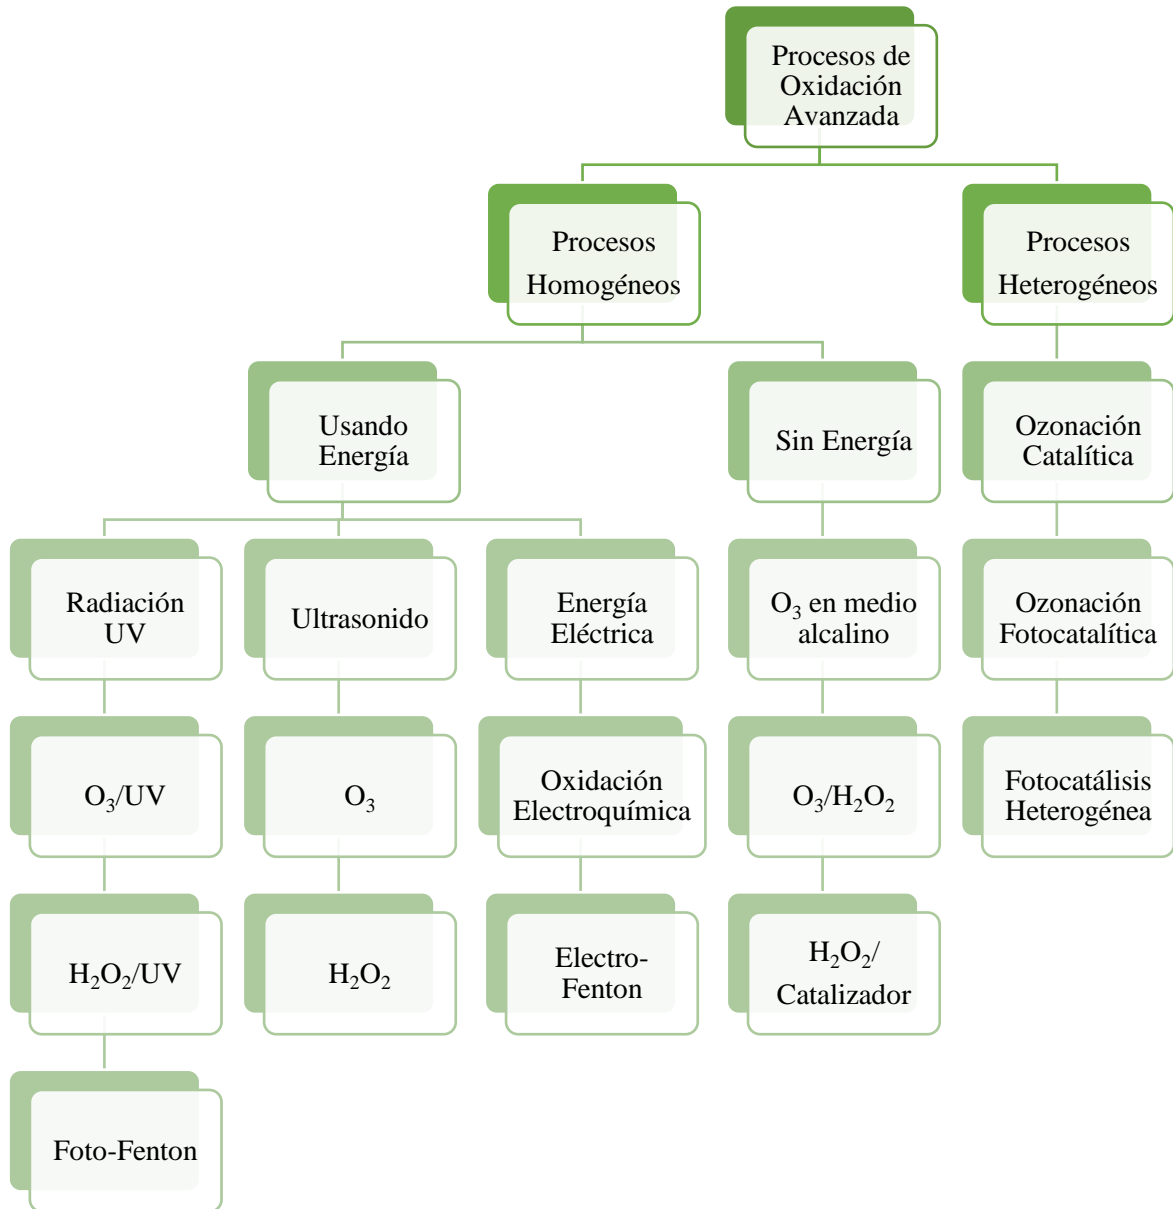 Procesos de
Oxidación
Avanzada
Procesos
Homogéneos
Procesos
Heterogéneos
Usando
Energía
Sin Energía
Ozonación
Catalítica
Radiación
UV
Ultrasonido
Energía
Eléctrica
O₃ en medio
alcalino
Ozonación
Fotocatalítica
O₃/UV
O₃
Oxidación
Electroquímica
O₃/H₂O₂
Fotocatálisis
Heterogénea
H₂O₂/UV
H₂O₂
Electro-
Fenton
H₂O₂/
Catalizador
Foto-Fenton